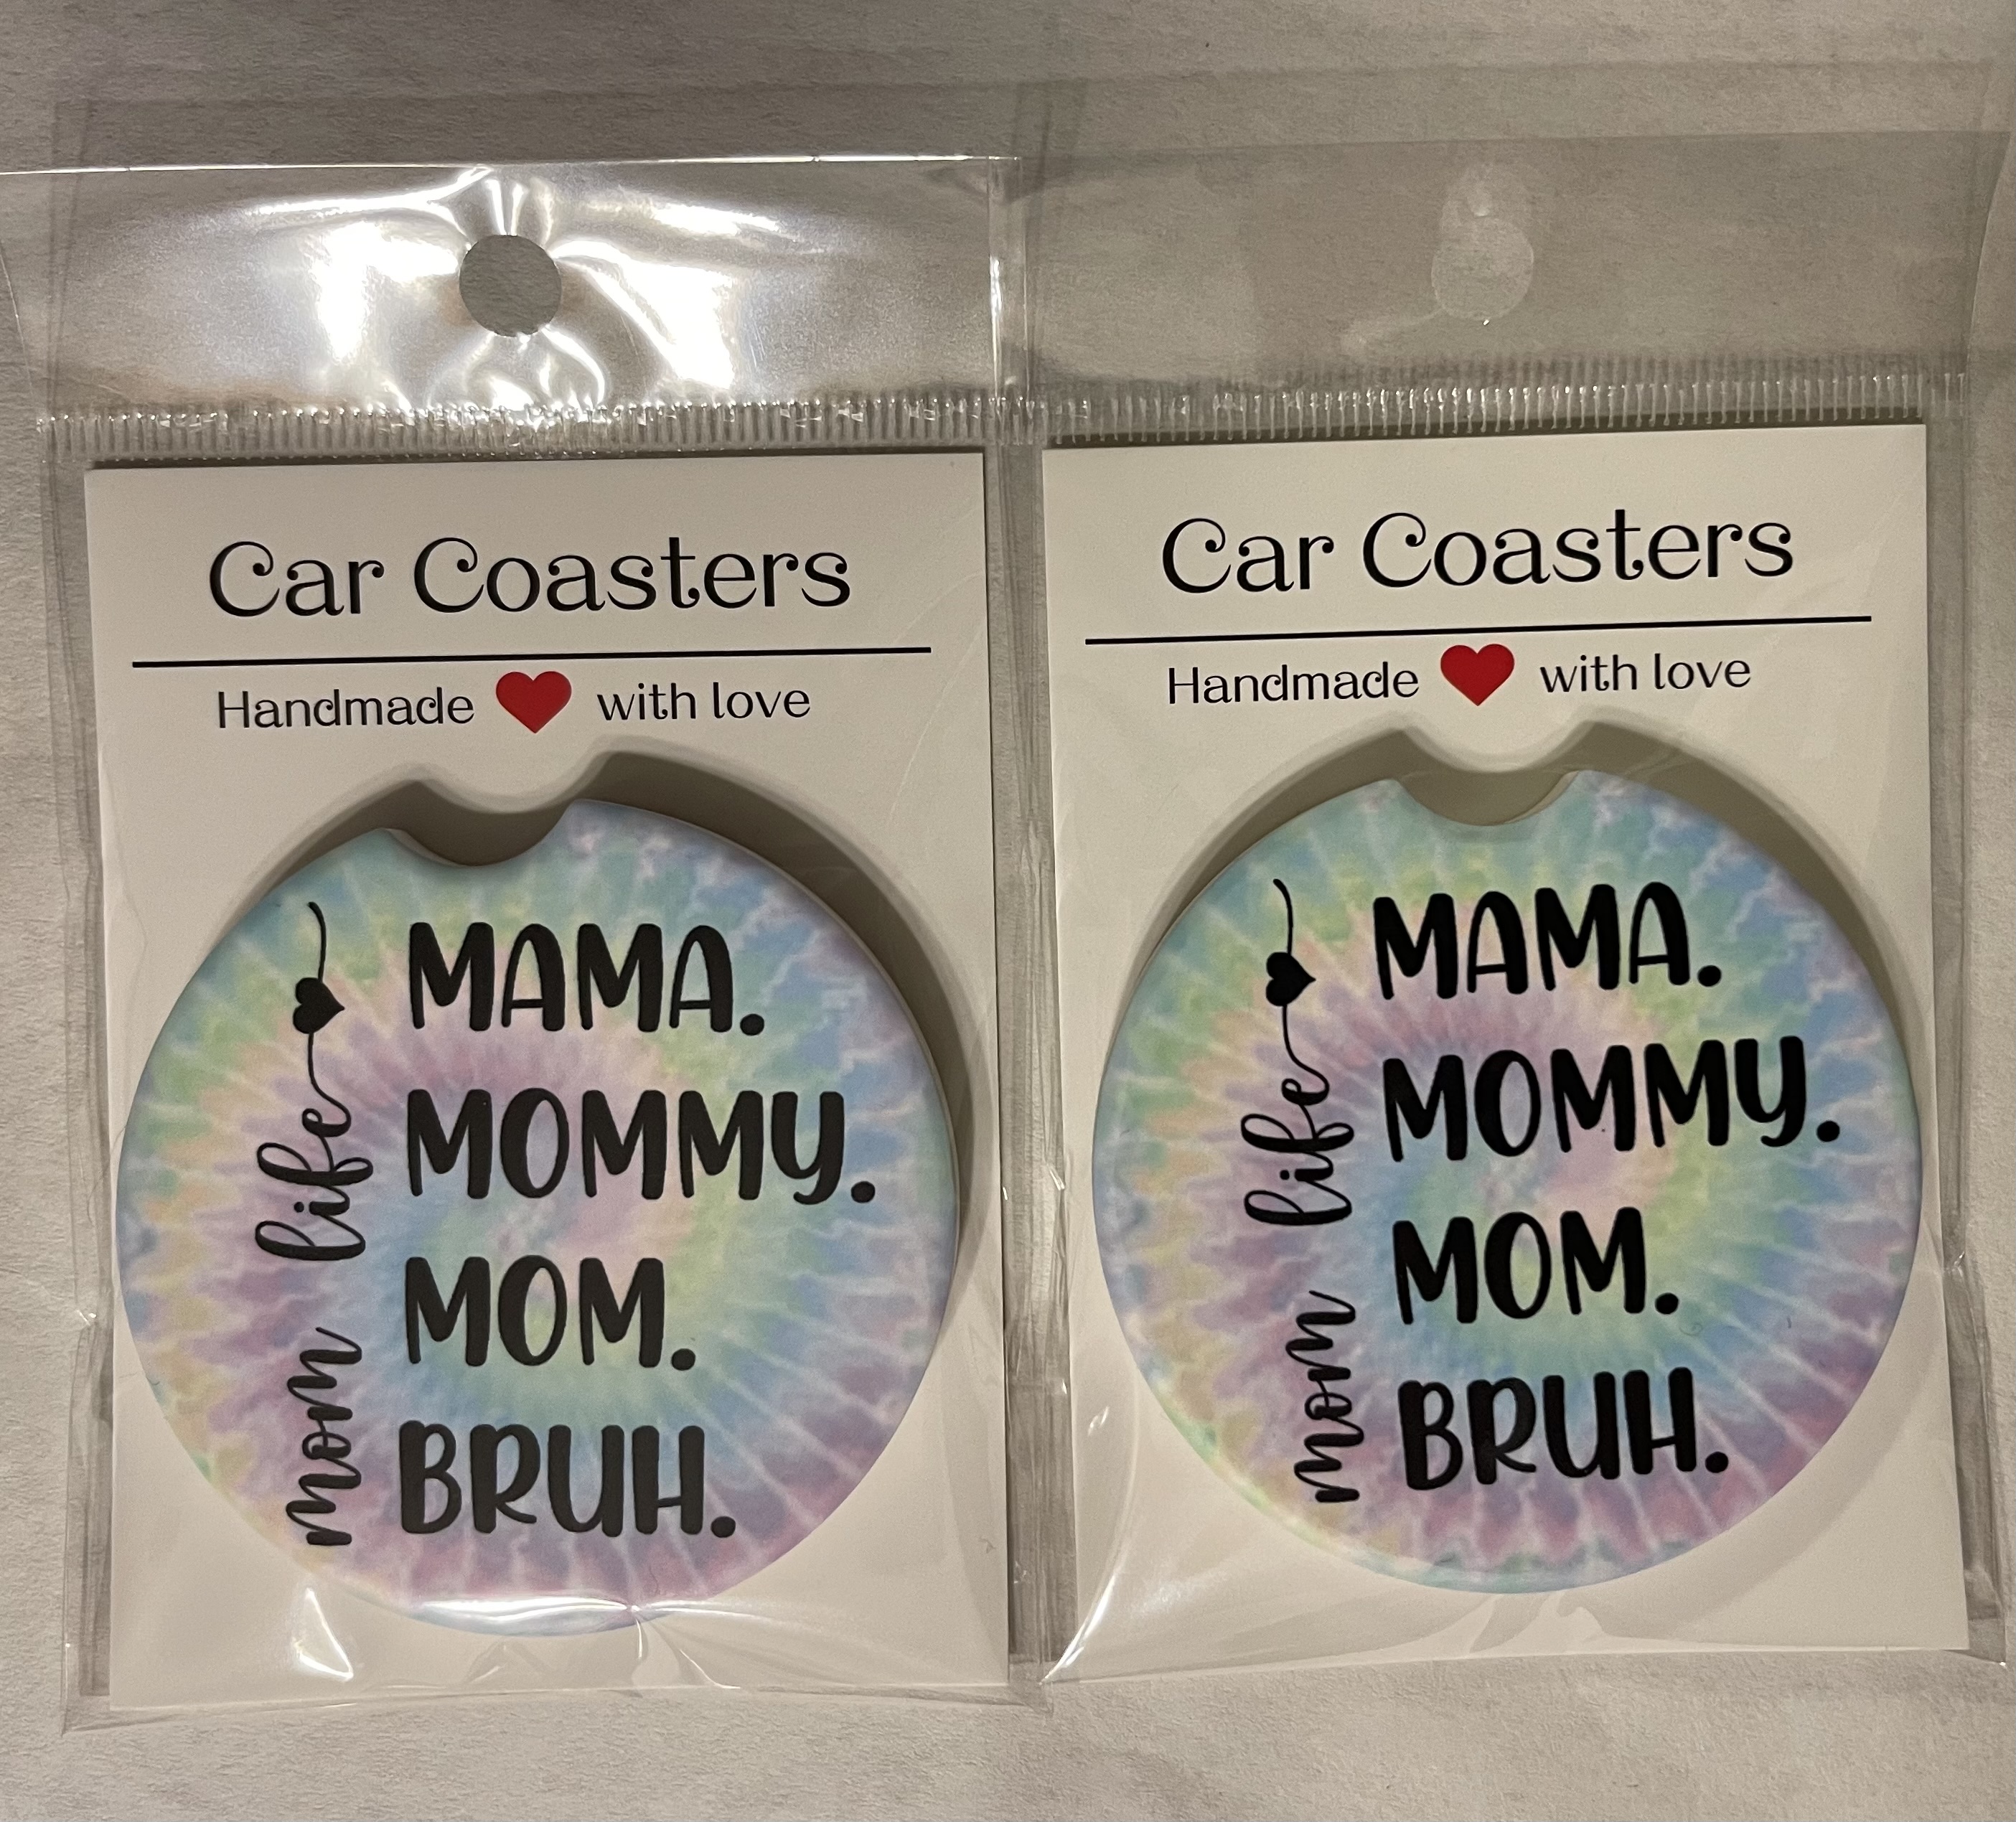 Car Coasters
Handmade with love
mom life
MAMA.
MOMMY.
MOM.
BRUH.
Car Coasters
Handmade with love
mom life
MAMA.
MOMMY.
MOM.
BRUH.